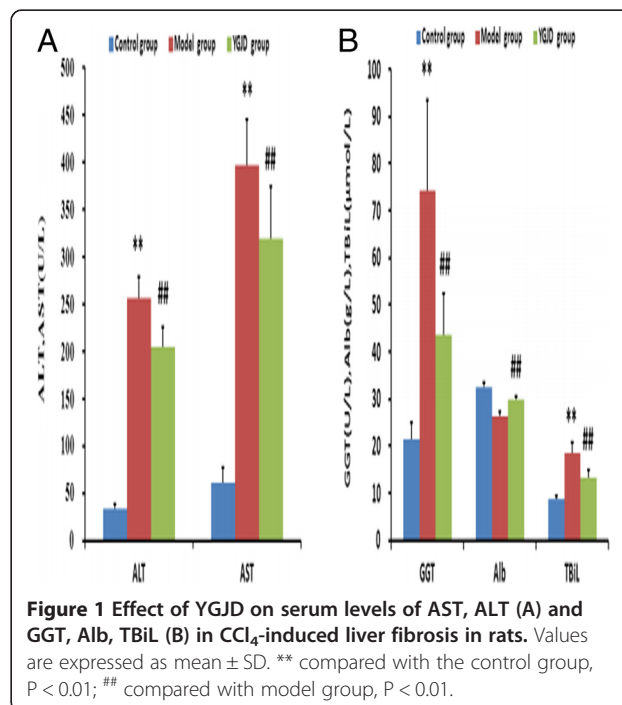 A
Control group Model group YGJD group
500
450
400
350
300
250
200
150
100
50
0
ALT.AST(U/L)
**
##
**
##
ALT AST
B
Control group Model group YGJD group
100
90
80
70
60
50
40
30
20
10
0
GGT(U/L),Alb(g/L),TBiL(μmol/L)
**
##
##
**
##
GGT Alb TBiL
Figure 1 Effect of YGJD on serum levels of AST, ALT (A) and
GGT, Alb, TBiL (B) in CCl₄-induced liver fibrosis in rats. Values
are expressed as mean ± SD. ** compared with the control group,
P < 0.01; ## compared with model group, P < 0.01.